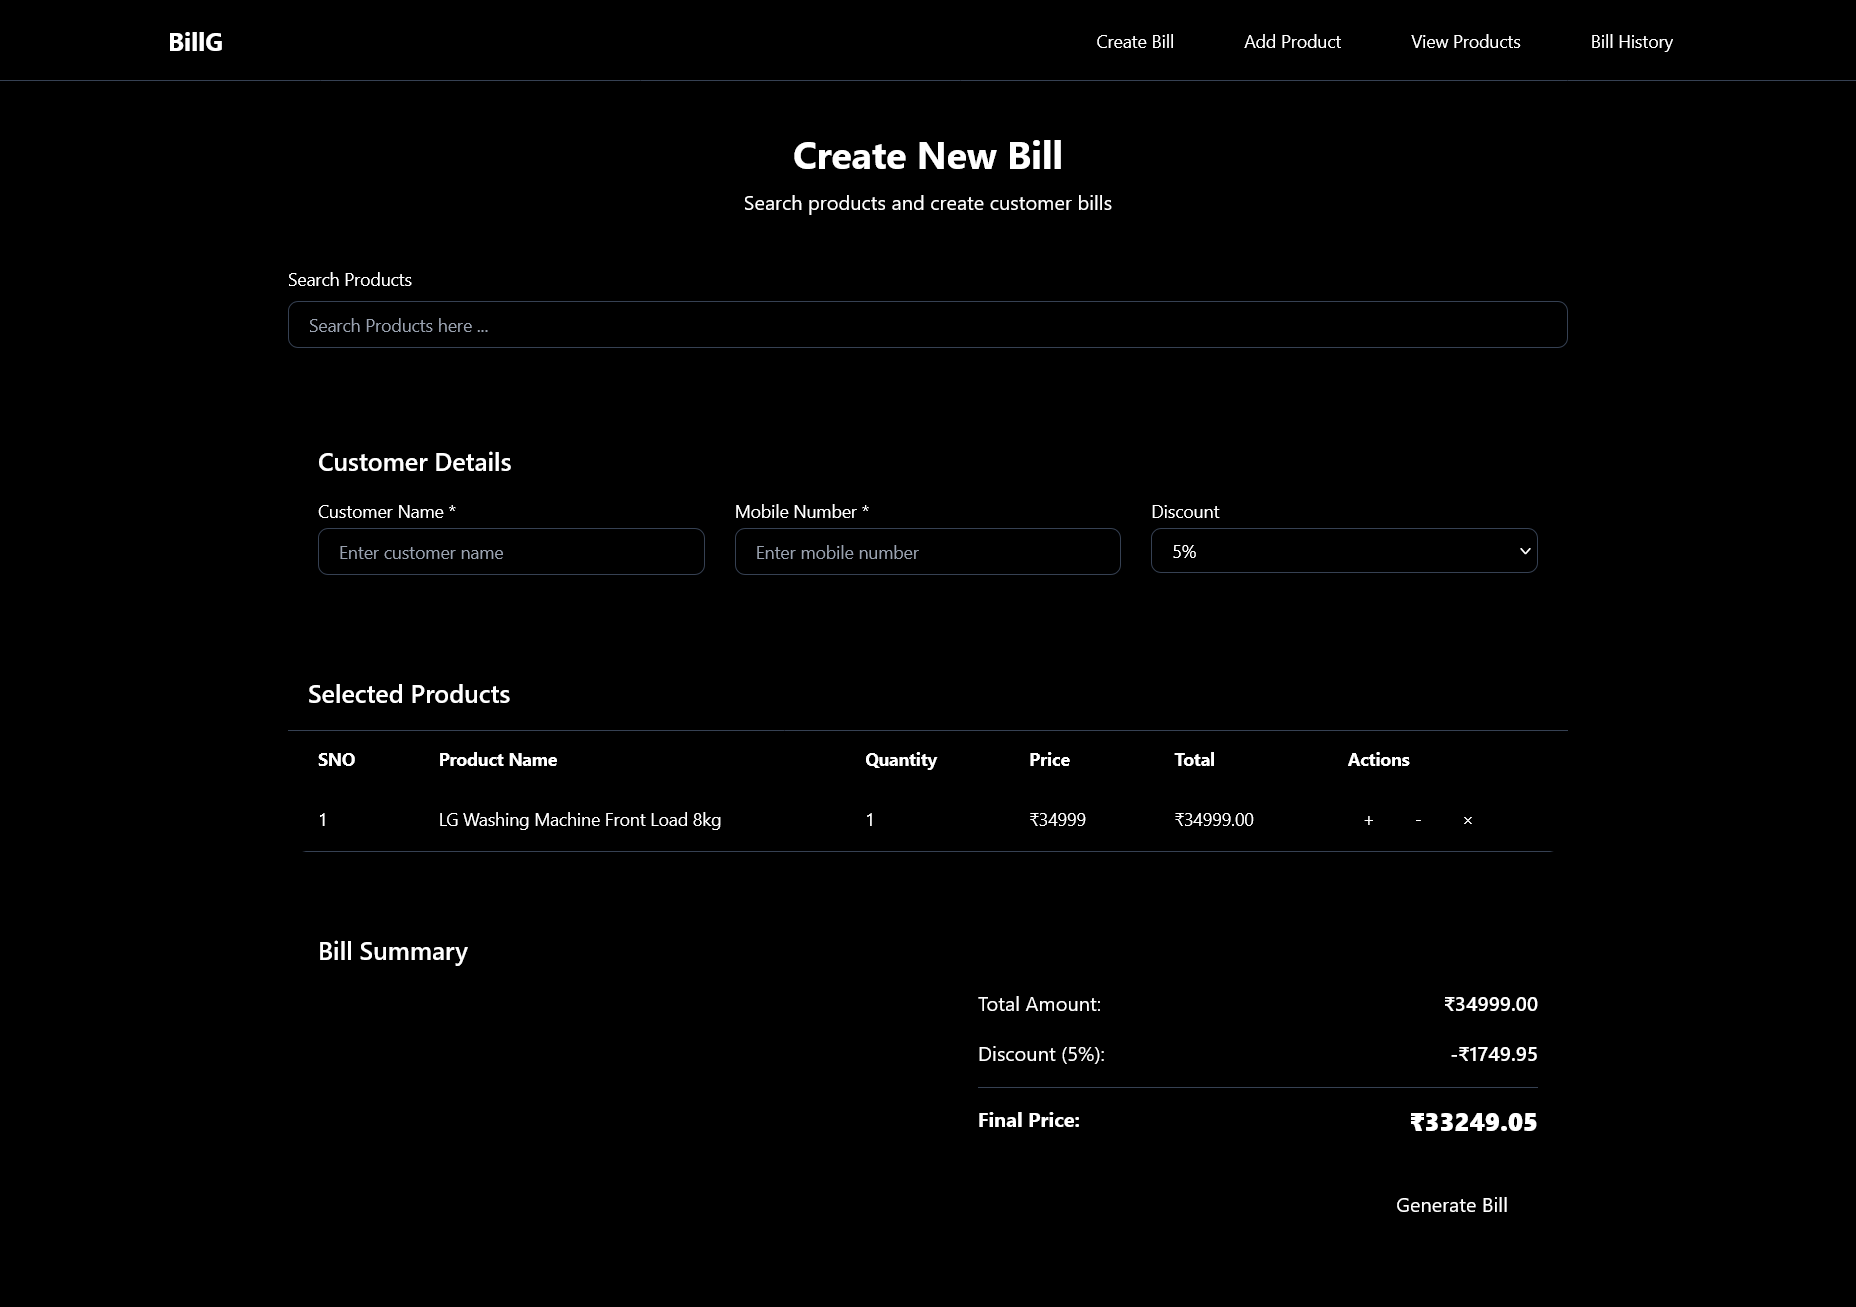 BillG Create Bill Add Product View Products Bill History
Create New Bill
Search products and create customer bills
Search Products
Search Products here ...
Customer Details
Customer Name * Mobile Number * Discount
Enter customer name Enter mobile number 5%
Selected Products
SNO Product Name Quantity Price Total Actions
1 LG Washing Machine Front Load 8kg 1 ₹34999 ₹34999.00 + - ×
Bill Summary
Total Amount: ₹34999.00
Discount (5%): -₹1749.95
Final Price: ₹33249.05
Generate Bill